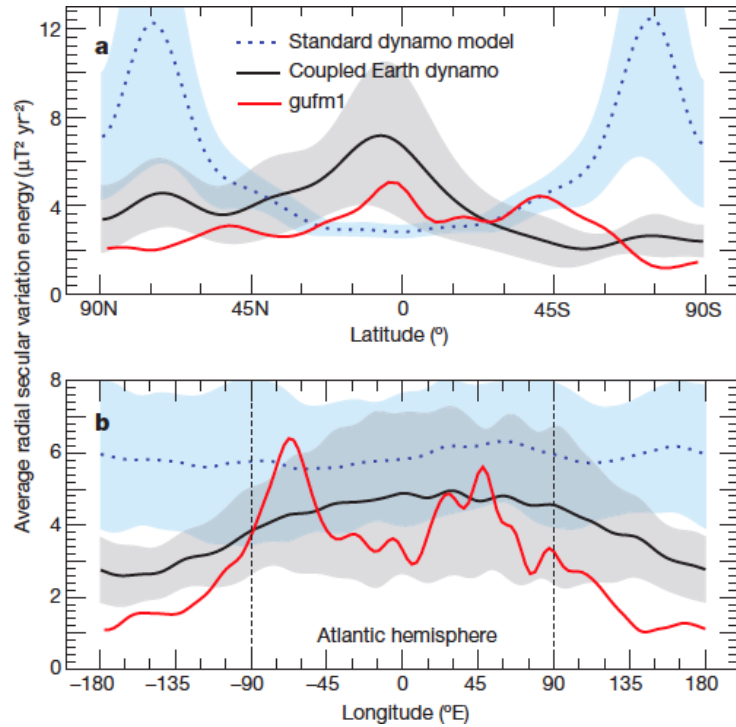 a
Standard dynamo model
Coupled Earth dynamo
gufm1
12
8
4
0
90N
45N
0
45S
90S
Latitude (º)
Average radial secular variation energy (µT² yr⁻²)
b
8
6
4
2
0
Atlantic hemisphere
–180
–135
–90
–45
0
45
90
135
180
Longitude (ºE)